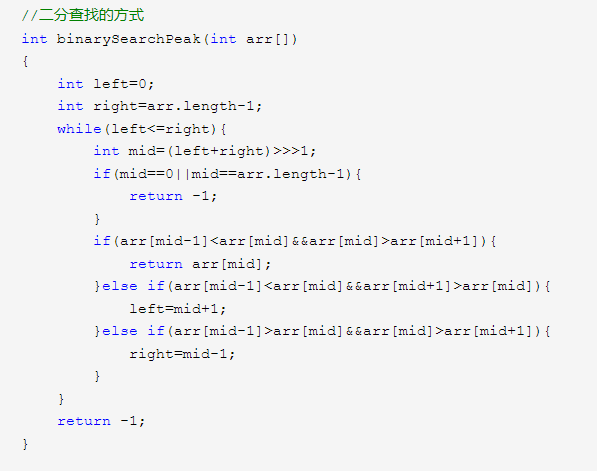 //二分查找的方式
int binarySearchPeak(int arr[])
{
    int left=0;
    int right=arr.length-1;
    while(left<=right){
        int mid=(left+right)>>>1;
        if(mid==0||mid==arr.length-1){
            return -1;
        }
        if(arr[mid-1]<arr[mid]&&arr[mid]>arr[mid+1]){
            return arr[mid];
        }else if(arr[mid-1]<arr[mid]&&arr[mid+1]>arr[mid]){
            left=mid+1;
        }else if(arr[mid-1]>arr[mid]&&arr[mid]>arr[mid+1]){
            right=mid-1;
        }
    }
    return -1;
}